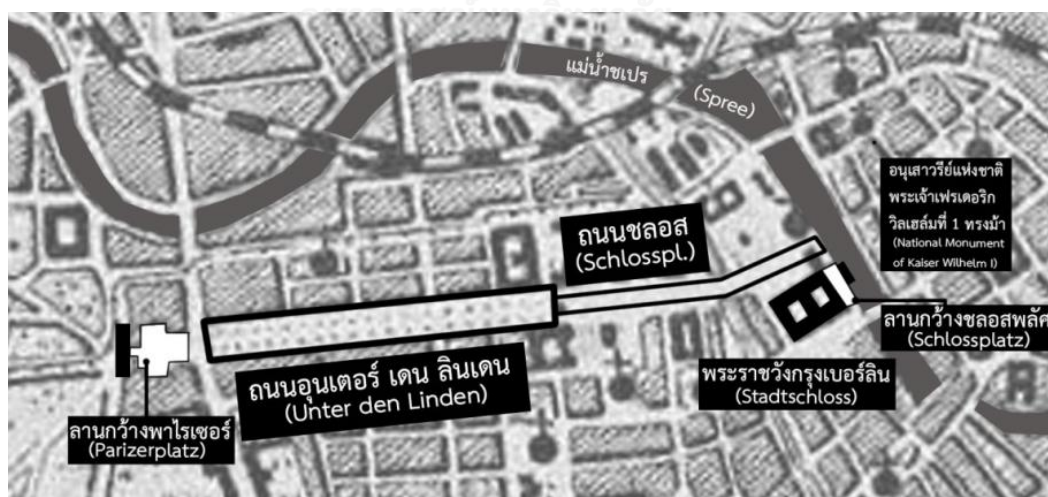 แม่น้ำชเปร
(Spree)
อนุเสาวรีย์แห่งชาติ
พระเจ้าเฟรเดอริก
วิลเฮล์มที่ 1 ทรงม้า
(National Monument
of Kaiser Wilhelm I)
ถนนชลอส
(Schlosspl.)
ลานกว้างชลอสพลัศ
(Schlossplatz)
พระราชวังกรุงเบอร์ลิน
(Stadtschloss)
ถนนอุนเตอร์ เดน ลินเดน
(Unter den Linden)
ลานกว้างพาไรเซอร์
(Parizerplatz)